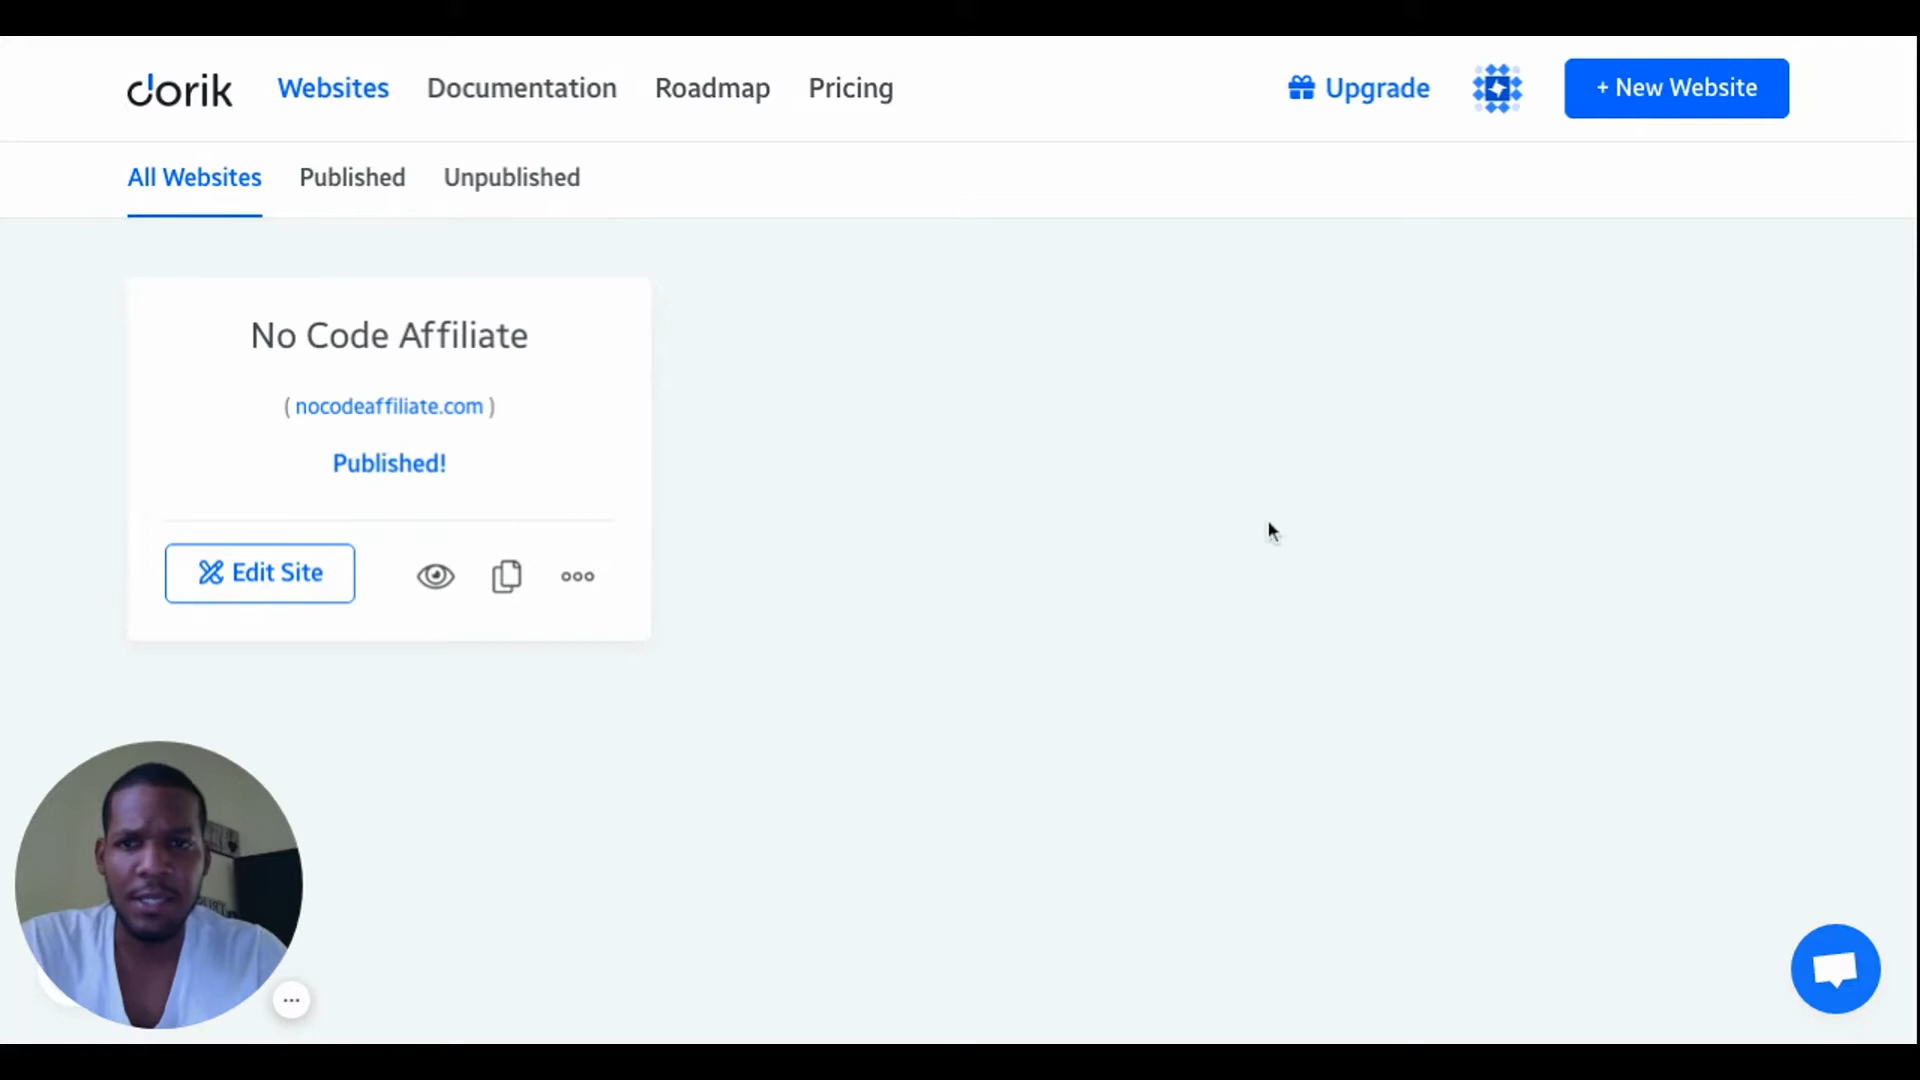 dorik Websites Documentation Roadmap Pricing Upgrade + New Website
All Websites Published Unpublished
No Code Affiliate
( nocodeaffiliate.com )
Published!
Edit Site